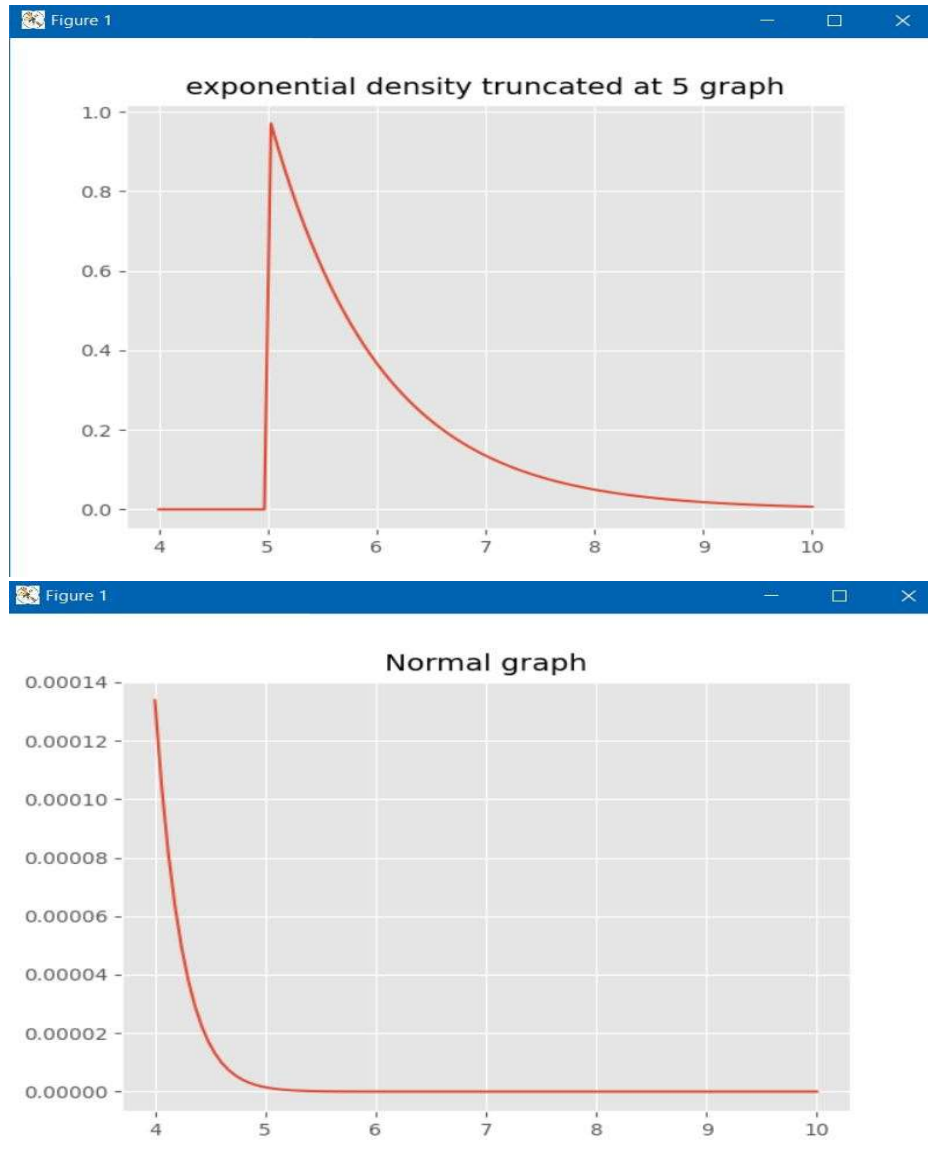 Figure 1
exponential density truncated at 5 graph
1.0
0.8
0.6
0.4
0.2
0.0
4 5 6 7 8 9 10
Figure 1
Normal graph
0.00014
0.00012
0.00010
0.00008
0.00006
0.00004
0.00002
0.00000
4 5 6 7 8 9 10